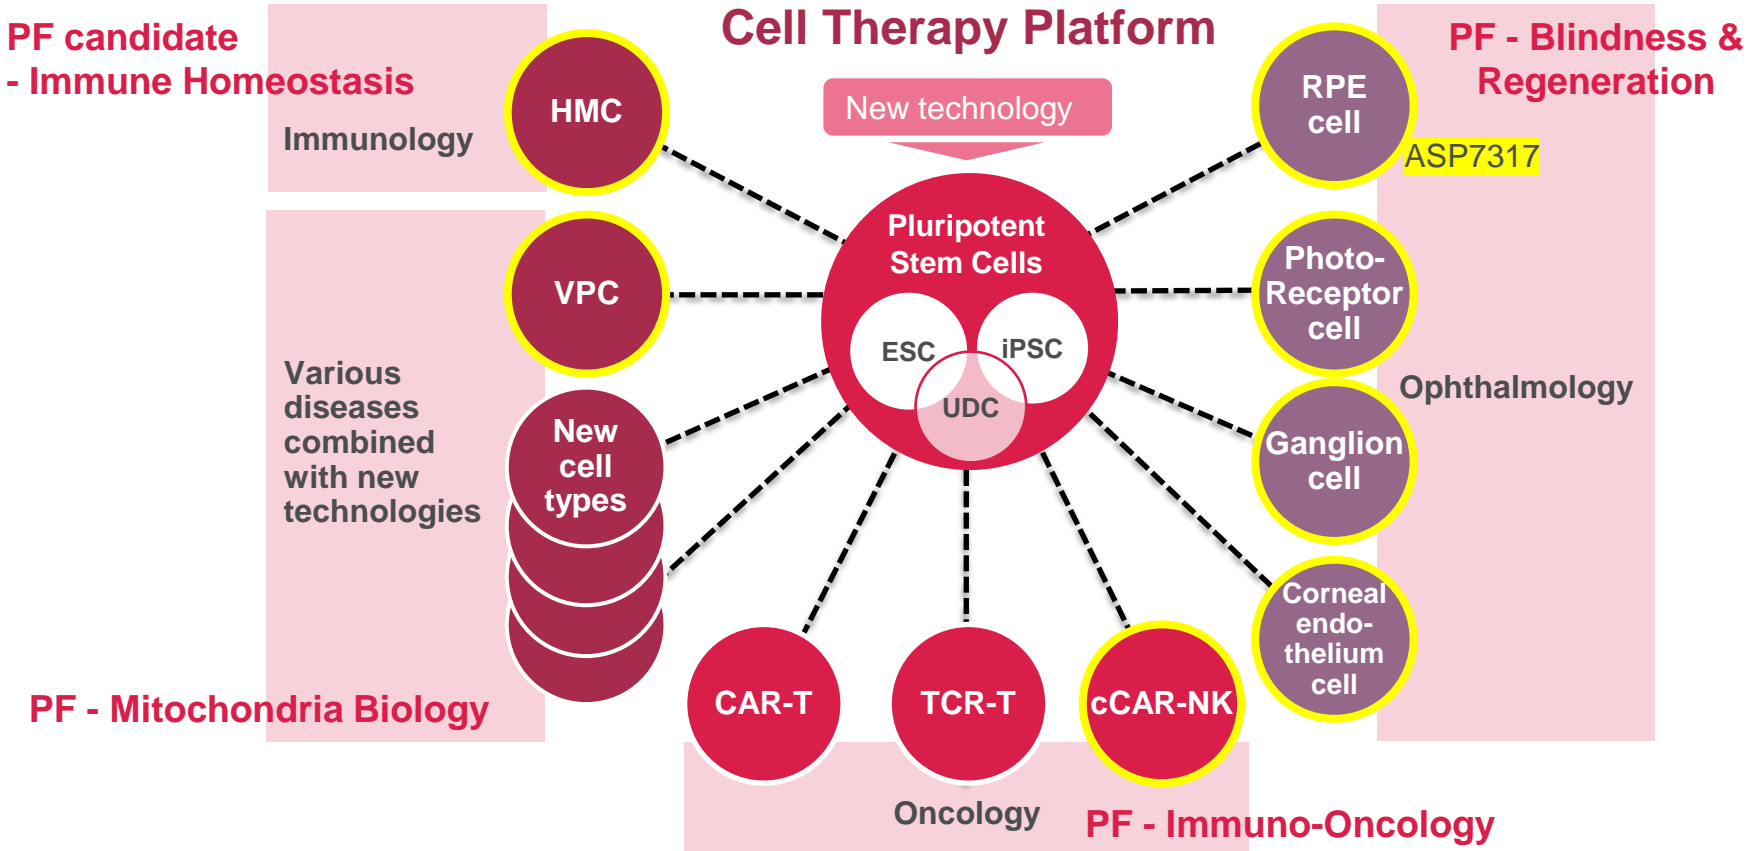 Cell Therapy Platform
PF candidate
- Immune Homeostasis
Immunology
HMC
VPC
Various
diseases
combined
with new
technologies
New
cell
types
PF - Mitochondria Biology
New technology
Pluripotent
Stem Cells
ESC
iPSC
UDC
CAR-T
TCR-T
cCAR-NK
Oncology
PF - Immuno-Oncology
PF - Blindness &
Regeneration
RPE
cell
ASP7317
Photo-
Receptor
cell
Ophthalmology
Ganglion
cell
Corneal
endo-
thelium
cell